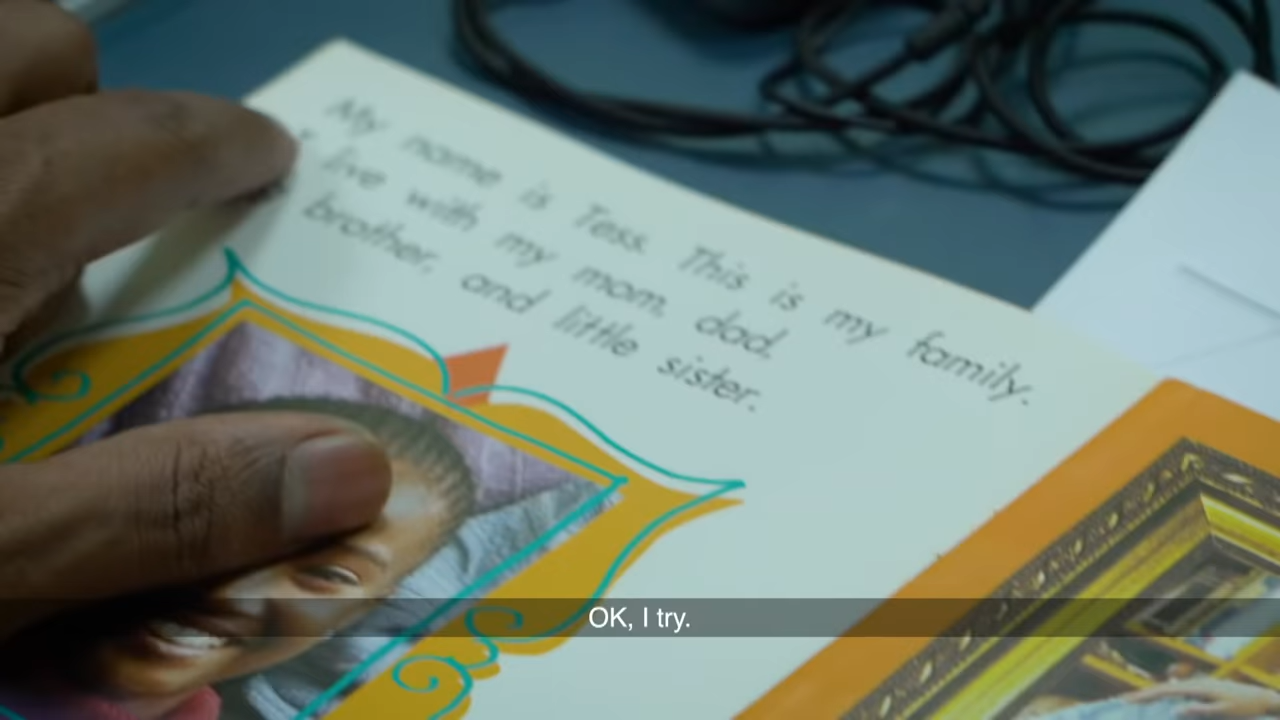 My name is Tess. This is my family.
I live with my mom, dad,
brother, and little sister.
OK, I try.